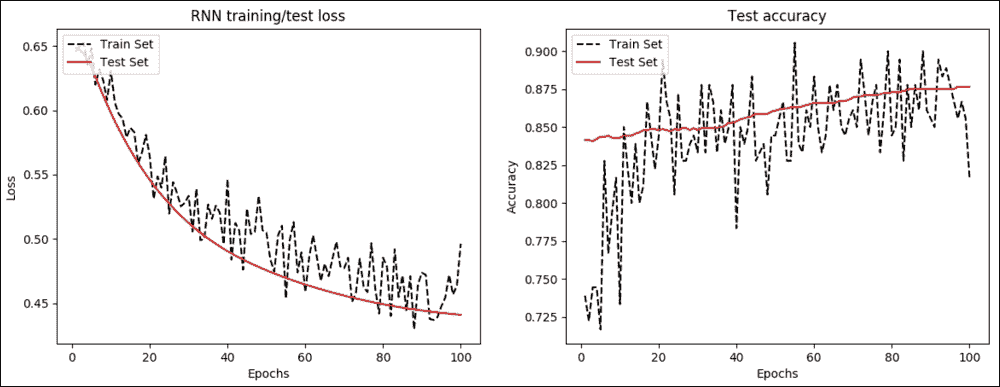 RNN training/test loss
0.65
0.60
0.55
0.50
0.45
Loss
Train Set
Test Set
0 20 40 60 80 100
Epochs
Test accuracy
0.900
0.875
0.850
0.825
0.800
0.775
0.750
0.725
Accuracy
Train Set
Test Set
0 20 40 60 80 100
Epochs